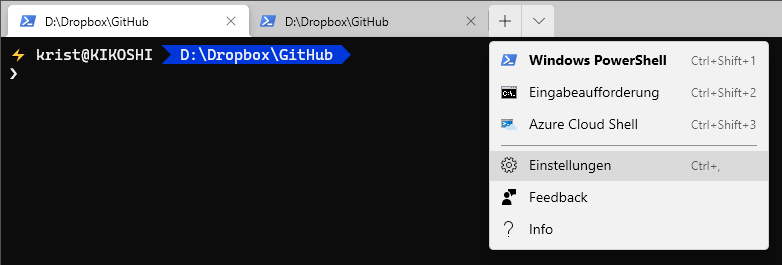 D:\Dropbox\GitHub
D:\Dropbox\GitHub
krist@KIKOSHI D:\Dropbox\GitHub
❯
Windows PowerShell Ctrl+Shift+1
Eingabeaufforderung Ctrl+Shift+2
Azure Cloud Shell Ctrl+Shift+3
Einstellungen Ctrl+,
Feedback
Info